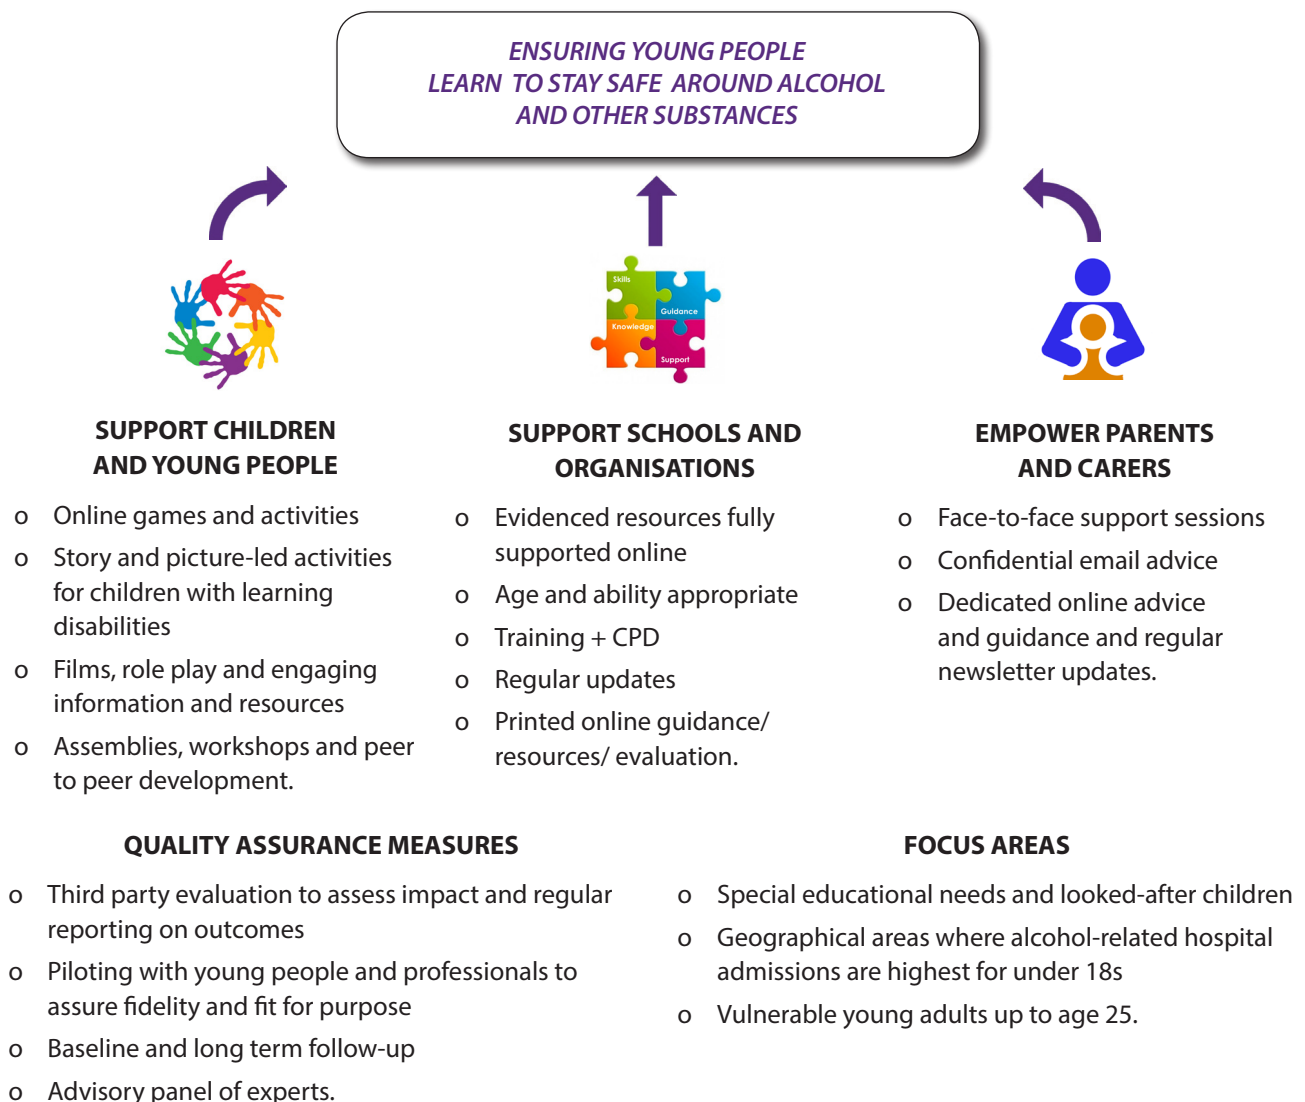 ENSURING YOUNG PEOPLE
LEARN TO STAY SAFE AROUND ALCOHOL
AND OTHER SUBSTANCES
Skills
Guidance
Knowledge
Support
SUPPORT CHILDREN
AND YOUNG PEOPLE
o Online games and activities
o Story and picture-led activities
for children with learning
disabilities
o Films, role play and engaging
information and resources
o Assemblies, workshops and peer
to peer development.
SUPPORT SCHOOLS AND
ORGANISATIONS
o Evidenced resources fully
supported online
o Age and ability appropriate
o Training + CPD
o Regular updates
o Printed online guidance/
resources/ evaluation.
EMPOWER PARENTS
AND CARERS
o Face-to-face support sessions
o Confidential email advice
o Dedicated online advice
and guidance and regular
newsletter updates.
QUALITY ASSURANCE MEASURES
o Third party evaluation to assess impact and regular
reporting on outcomes
o Piloting with young people and professionals to
assure fidelity and fit for purpose
o Baseline and long term follow-up
o Advisory panel of experts.
FOCUS AREAS
o Special educational needs and looked-after children
o Geographical areas where alcohol-related hospital
admissions are highest for under 18s
o Vulnerable young adults up to age 25.